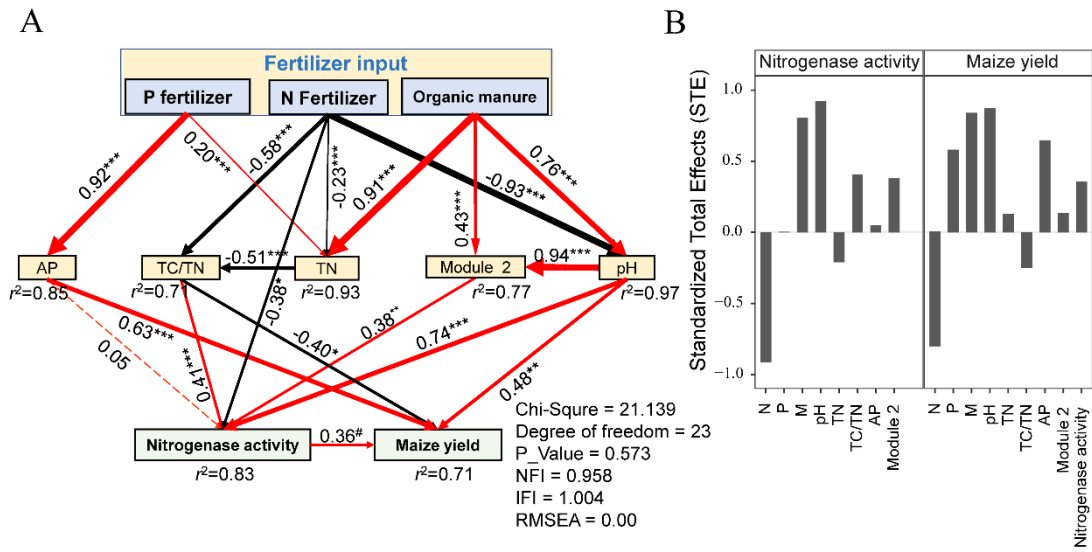 A
Fertilizer input
P fertilizer
N Fertilizer
Organic manure
0.92***
0.20***
-0.58***
-0.23***
0.91***
0.43***
-0.93***
0.76***
AP
TC/TN
-0.51***
TN
Module 2
0.94***
pH
r²=0.85
r²=0.71
r²=0.93
r²=0.77
r²=0.97
0.05
0.63***
0.41***
-0.38*
-0.40*
0.38**
0.74***
0.48**
Nitrogenase activity
0.36#
Maize yield
r²=0.83
r²=0.71
Chi-Squre = 21.139
Degree of freedom = 23
P_Value = 0.573
NFI = 0.958
IFI = 1.004
RMSEA = 0.00
B
Nitrogenase activity
Maize yield
Standardized Total Effects (STE)
1.0
0.5
0.0
−0.5
−1.0
N
P
M
pH
TN
TC/TN
AP
Module 2
N
P
M
pH
TN
TC/TN
AP
Module 2
Nitrogenase activity